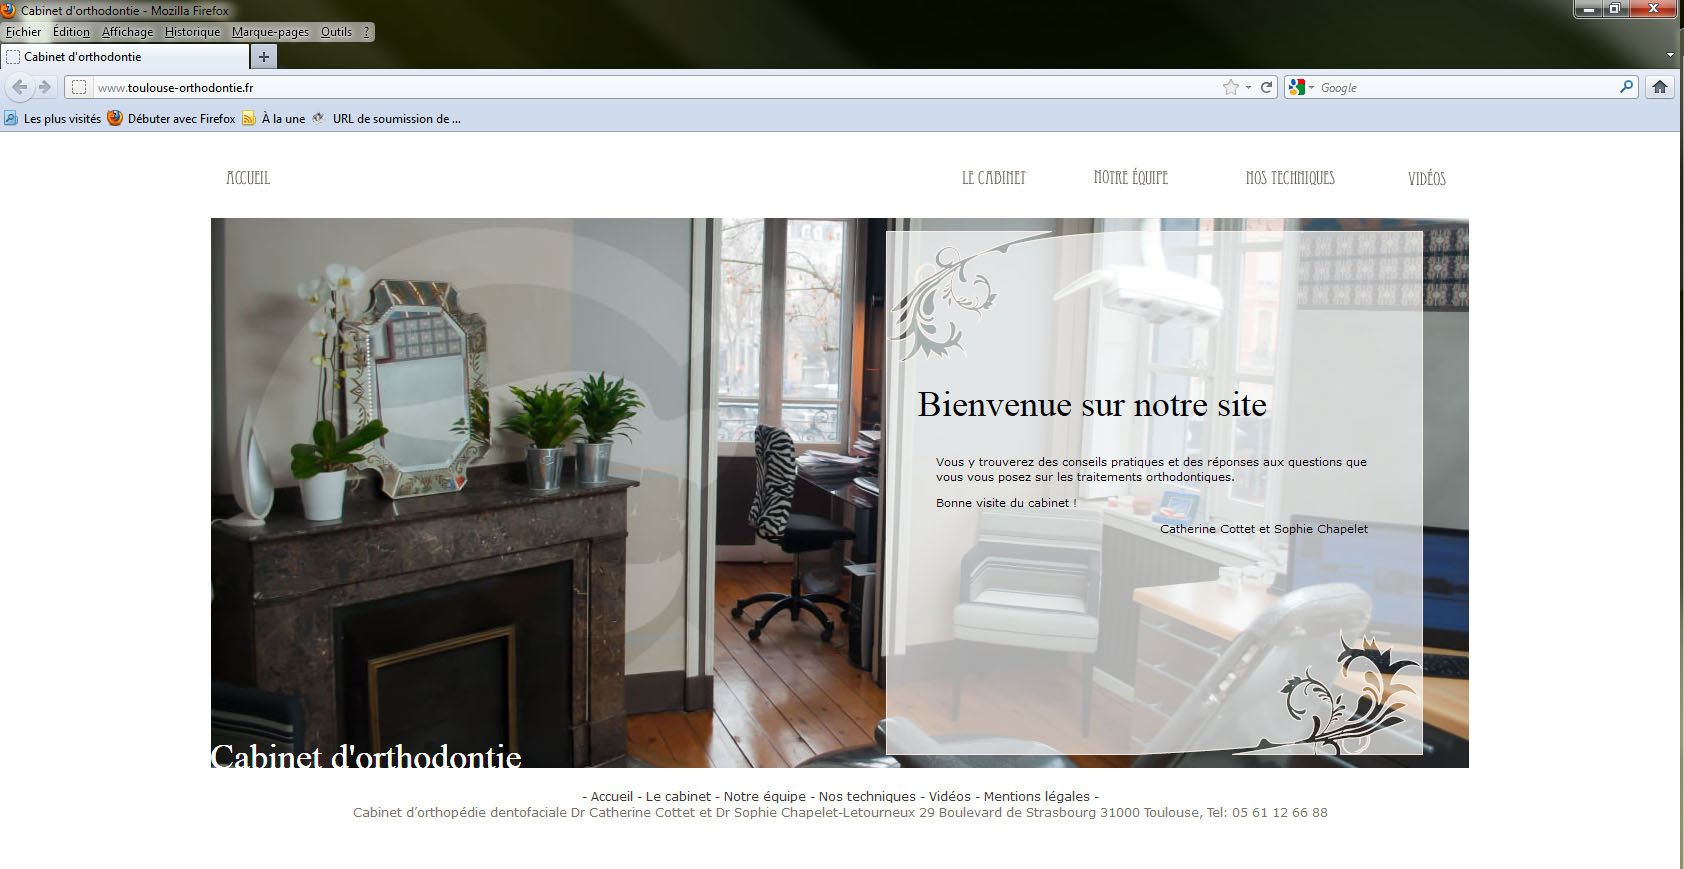 Cabinet d'orthodontie - Mozilla Firefox
Fichier Édition Affichage Historique Marque-pages Outils ?
Cabinet d'orthodontie +
www.toulouse-orthodontie.fr Google
Les plus visités Débuter avec Firefox À la une URL de soumission de ...
ACCUEIL LE CABINET NOTRE ÉQUIPE NOS TECHNIQUES VIDÉOS
Bienvenue sur notre site
Vous y trouverez des conseils pratiques et des réponses aux questions que
vous vous posez sur les traitements orthodontiques.
Bonne visite du cabinet !
Catherine Cottet et Sophie Chapelet
Cabinet d'orthodontie
- Accueil - Le cabinet - Notre équipe - Nos techniques - Vidéos - Mentions légales -
Cabinet d’orthopédie dentofaciale Dr Catherine Cottet et Dr Sophie Chapelet-Letourneux 29 Boulevard de Strasbourg 31000 Toulouse, Tel: 05 61 12 66 88